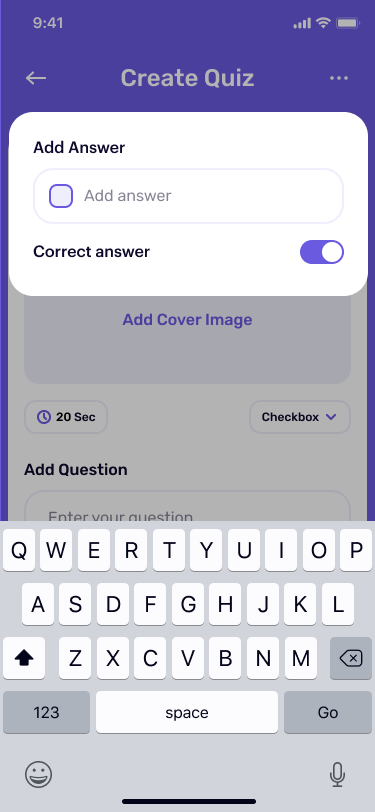 9:41
Create Quiz
Add Answer
Add answer
Correct answer
Add Cover Image
20 Sec
Checkbox
Add Question
Enter your question
Q W E R T Y U I O P
A S D F G H J K L
Z X C V B N M
123 space Go